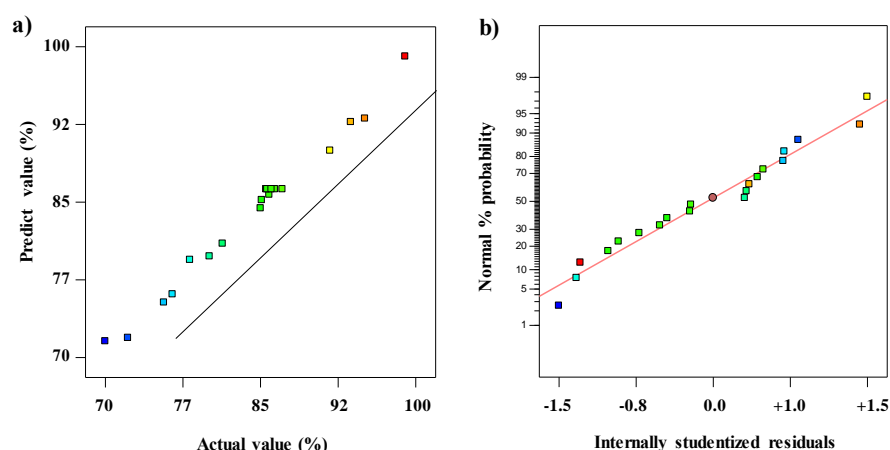 a)
Predict value (%)
100
92
85
77
70
70 77 85 92 100
Actual value (%)
b)
Normal % probability
99
95
90
80
70
50
30
20
10
5
1
-1.5 -0.8 0.0 +1.0 +1.5
Internally studentized residuals